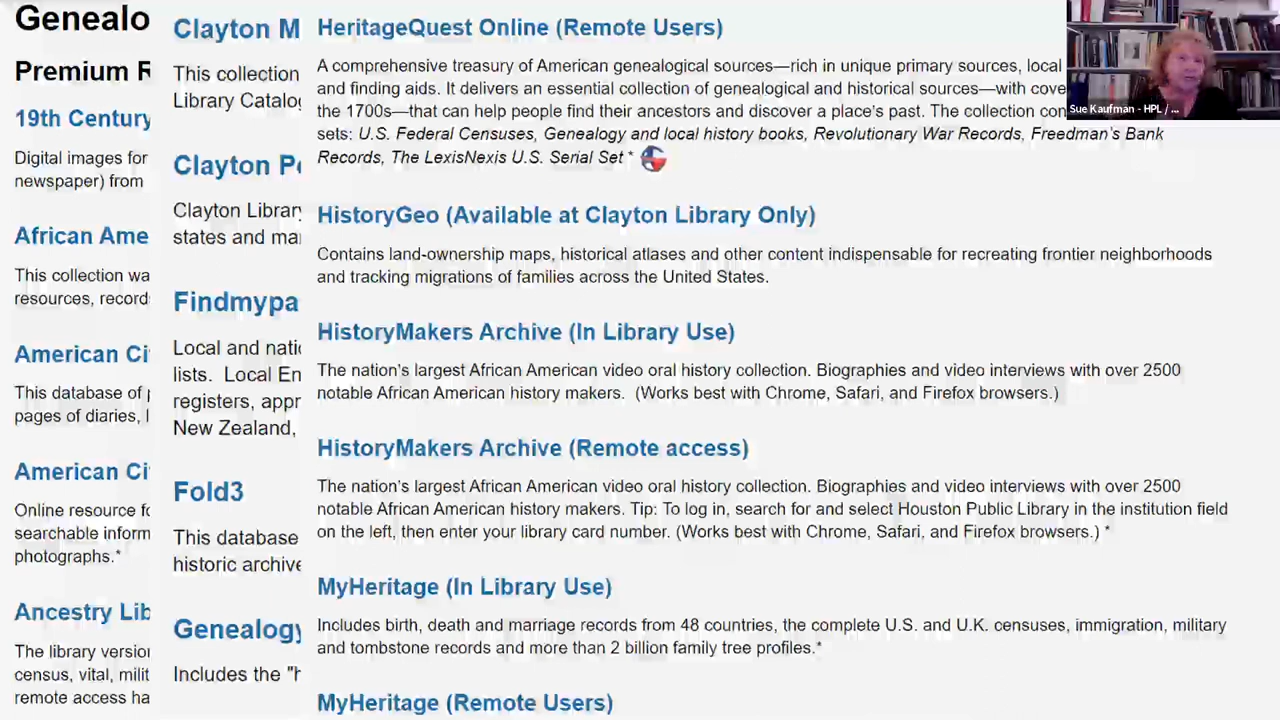 Genealo
Premium R
19th Century
Digital images for
newspaper) from
African Ame
This collection wa
resources, record
American Ci
This database of p
pages of diaries, l
American Ci
Online resource fo
searchable inform
photographs.*
Ancestry Lib
The library version
census, vital, milit
remote access ha
Clayton M
This collection
Library Catalog
Clayton Pe
Clayton Library
states and ma
Findmypa
Local and natio
lists. Local En
registers, appr
New Zealand,
Fold3
This database
historic archive
Genealogy
Includes the "h
HeritageQuest Online (Remote Users)
A comprehensive treasury of American genealogical sources—rich in unique primary sources, local
and finding aids. It delivers an essential collection of genealogical and historical sources—with cove
the 1700s—that can help people find their ancestors and discover a place's past. The collection con
sets: U.S. Federal Censuses, Genealogy and local history books, Revolutionary War Records, Freedman's Bank
Records, The LexisNexis U.S. Serial Set *
HistoryGeo (Available at Clayton Library Only)
Contains land-ownership maps, historical atlases and other content indispensable for recreating frontier neighborhoods
and tracking migrations of families across the United States.
HistoryMakers Archive (In Library Use)
The nation's largest African American video oral history collection. Biographies and video interviews with over 2500
notable African American history makers. (Works best with Chrome, Safari, and Firefox browsers.)
HistoryMakers Archive (Remote access)
The nation's largest African American video oral history collection. Biographies and video interviews with over 2500
notable African American history makers. Tip: To log in, search for and select Houston Public Library in the institution field
on the left, then enter your library card number. (Works best with Chrome, Safari, and Firefox browsers.) *
MyHeritage (In Library Use)
Includes birth, death and marriage records from 48 countries, the complete U.S. and U.K. censuses, immigration, military
and tombstone records and more than 2 billion family tree profiles.*
MyHeritage (Remote Users)
Sue Kaufman - HPL / ...